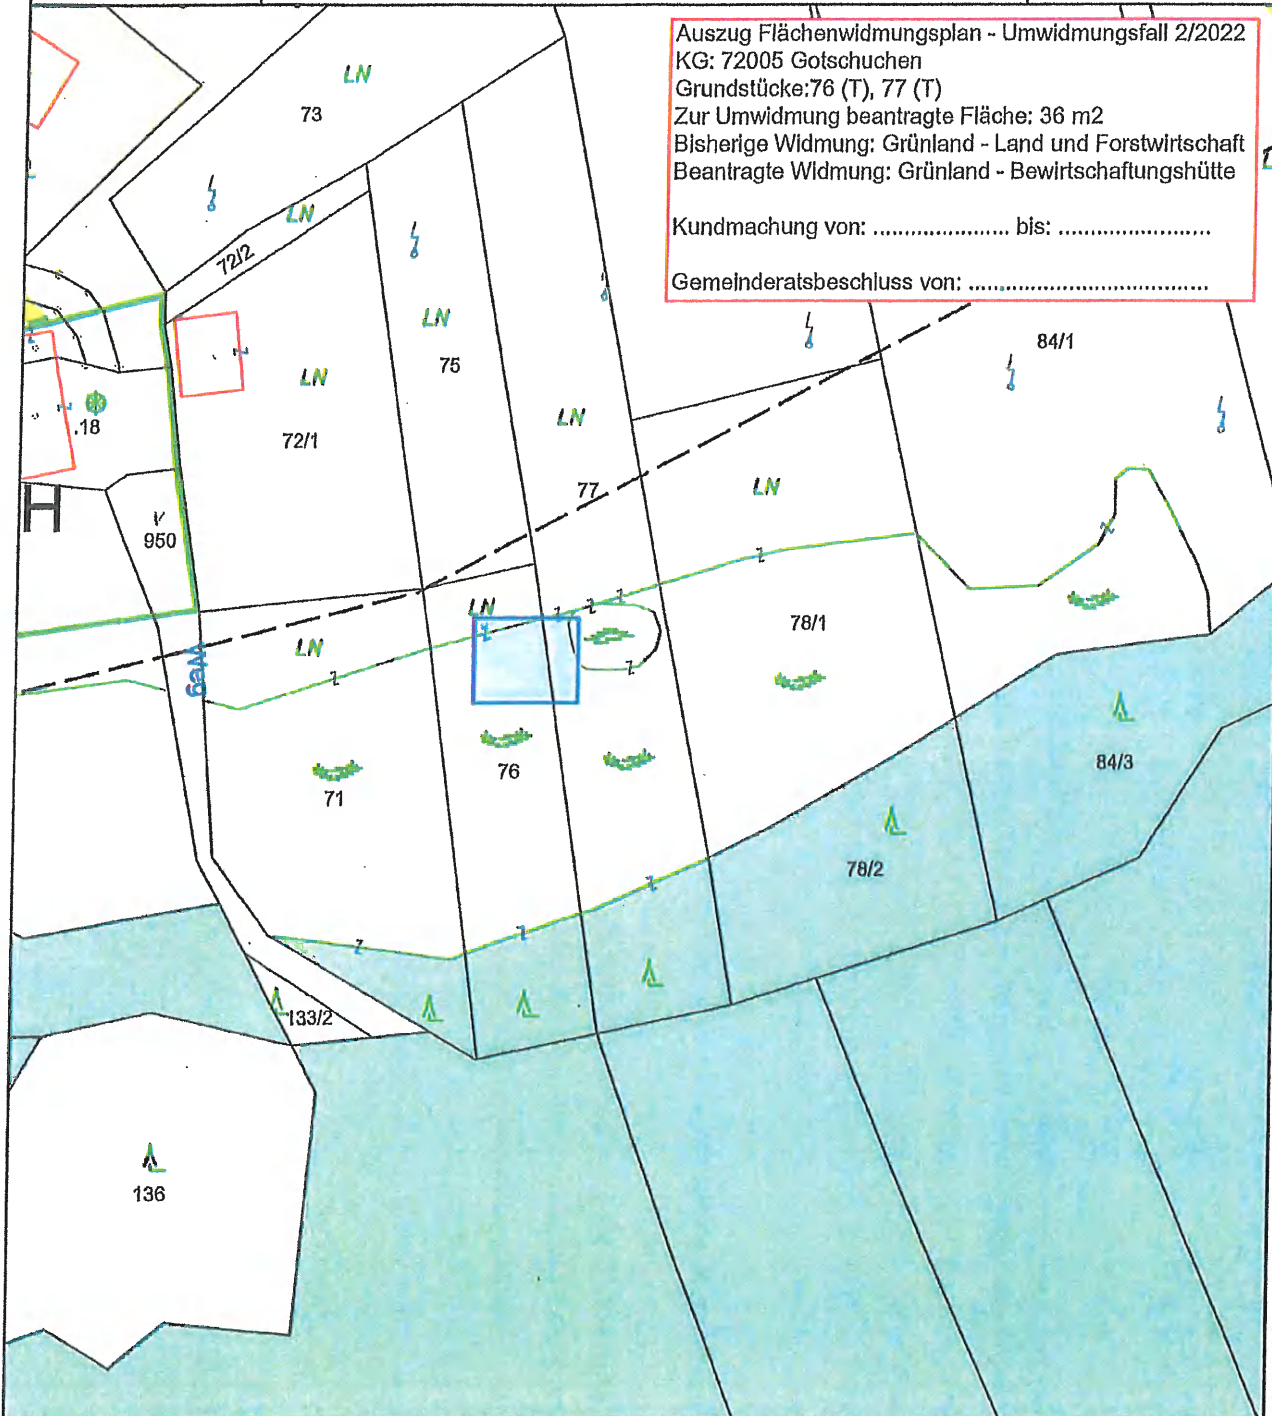 Auszug Flächenwidmungsplan - Umwidmungsfall 2/2022
KG: 72005 Gotschuchen
Grundstücke:76 (T), 77 (T)
Zur Umwidmung beantragte Fläche: 36 m2
Bisherige Widmung: Grünland - Land und Forstwirtschaft
Beantragte Widmung: Grünland - Bewirtschaftungshütte
Kundmachung von: ...................... bis: ........................
Gemeinderatsbeschluss von: ......................................
LN
73
LN
72/2
LN
75
84/1
LN
72/1
LN
.18
77
LN
H
950
LN
78/1
LN
Weg
76
71
84/3
78/2
133/2
136